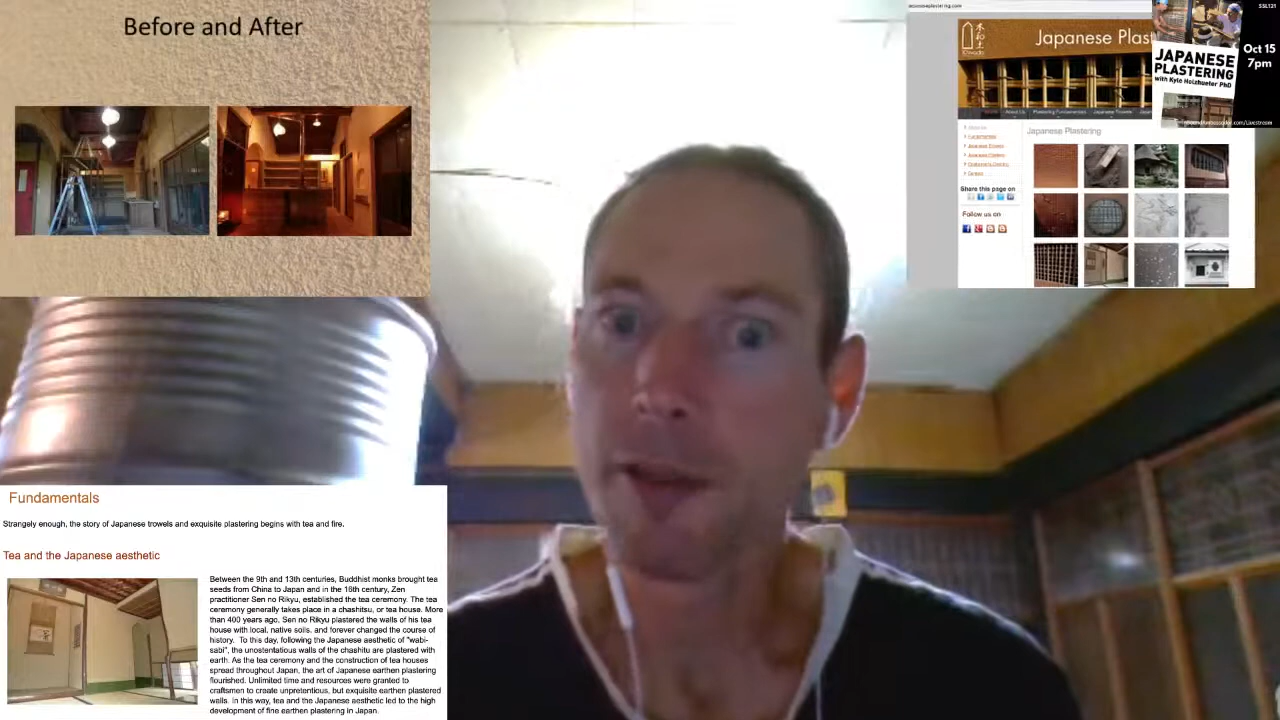 Before and After
Japanese Plast
JAPANESE
PLASTERING
with Kyle Holzhueter PhD
SSL121
Oct 15
7pm
Japanese Plastering
Share this page on
Follow us on
Fundamentals
Strangely enough, the story of Japanese trowels and exquisite plastering begins with tea and fire.
Tea and the Japanese aesthetic
Between the 9th and 13th centuries, Buddhist monks brought tea
seeds from China to Japan and in the 16th century, Zen
practitioner Sen no Rikyu, established the tea ceremony. The tea
ceremony generally takes place in a chashitsu, or tea house. More
than 400 years ago, Sen no Rikyu plastered the walls of his tea
house with local, native soils, and forever changed the course of
history. To this day, following the Japanese aesthetic of "wabi-
sabi", the unostentatious walls of the chashitu are plastered with
earth. As the tea ceremony and the construction of tea houses
spread throughout Japan, the art of Japanese earthen plastering
flourished. Unlimited time and resources were granted to
craftsmen to create unpretentious, but exquisite earthen plastered
walls. In this way, tea and the Japanese aesthetic led to the high
development of fine earthen plastering in Japan.